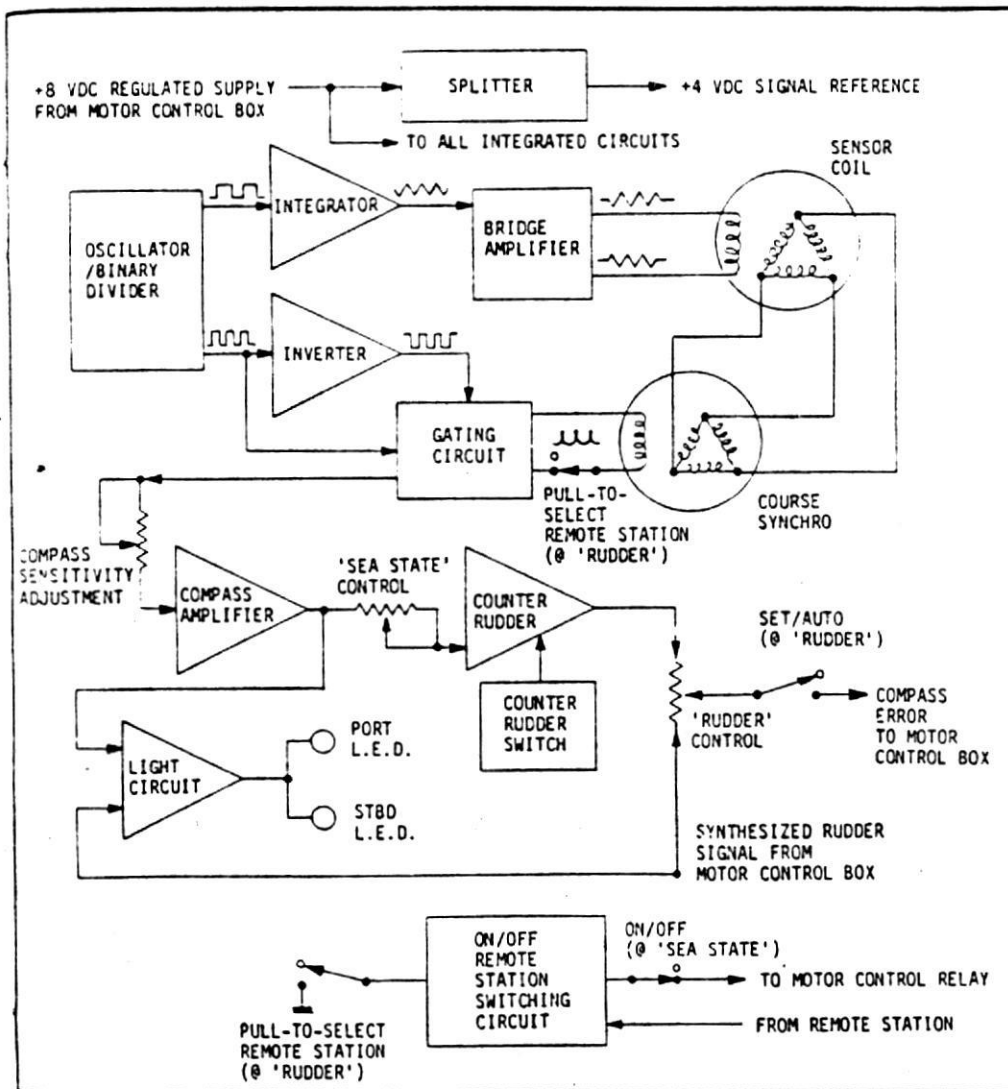 +8 VDC REGULATED SUPPLY
FROM MOTOR CONTROL BOX
SPLITTER
+4 VDC SIGNAL REFERENCE
TO ALL INTEGRATED CIRCUITS
SENSOR
COIL
OSCILLATOR
/BINARY
DIVIDER
INTEGRATOR
BRIDGE
AMPLIFIER
INVERTER
GATING
CIRCUIT
PULL-TO-
SELECT
REMOTE STATION
(@ 'RUDDER')
COURSE
SYNCHRO
COMPASS
SENSITIVITY
ADJUSTMENT
COMPASS
AMPLIFIER
'SEA STATE'
CONTROL
COUNTER
RUDDER
COUNTER
RUDDER
SWITCH
SET/AUTO
(@ 'RUDDER')
'RUDDER'
CONTROL
COMPASS
ERROR
TO MOTOR
CONTROL BOX
LIGHT
CIRCUIT
PORT
L.E.D.
STBD
L.E.D.
SYNTHESIZED RUDDER
SIGNAL FROM
MOTOR CONTROL BOX
PULL-TO-SELECT
REMOTE STATION
(@ 'RUDDER')
ON/OFF
REMOTE
STATION
SWITCHING
CIRCUIT
ON/OFF
(@ 'SEA STATE')
TO MOTOR CONTROL RELAY
FROM REMOTE STATION